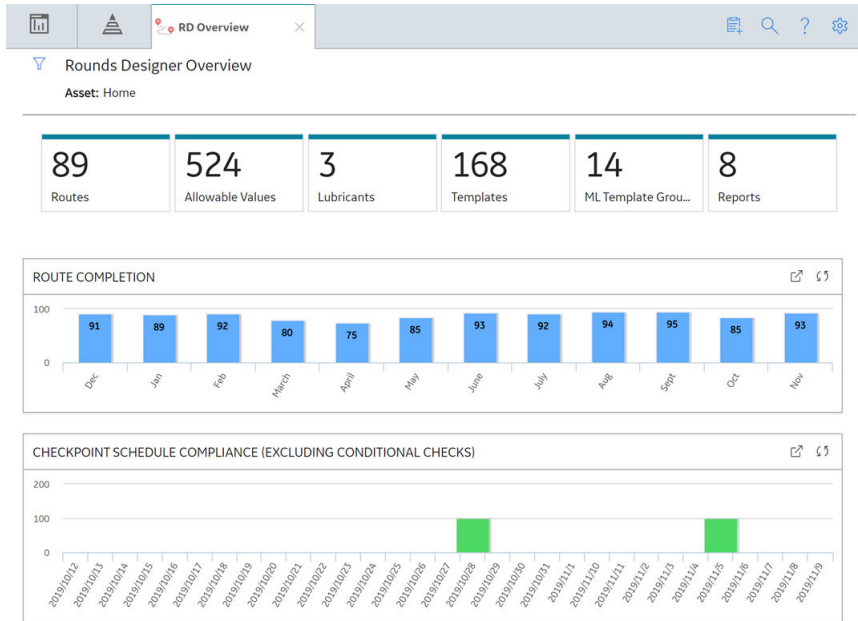 RD Overview
Rounds Designer Overview
Asset: Home
89 524 3 168 14 8
Routes Allowable Values Lubricants Templates ML Template Grou... Reports
ROUTE COMPLETION
100
91 89 92 80 75 85 93 92 94 95 85 93
0
Dec Jan Feb March April May June July Aug Sept Oct Nov
CHECKPOINT SCHEDULE COMPLIANCE (EXCLUDING CONDITIONAL CHECKS)
200
100
0
2019/10/12 2019/10/13 2019/10/14 2019/10/15 2019/10/16 2019/10/17 2019/10/18 2019/10/19 2019/10/20 2019/10/21 2019/10/22 2019/10/23 2019/10/24 2019/10/25 2019/10/26 2019/10/27 2019/10/28 2019/10/29 2019/10/30 2019/10/31 2019/11/1 2019/11/10 2019/11/11 2019/11/2 2019/11/3 2019/11/4 2019/11/5 2019/11/6 2019/11/7 2019/11/8 2019/11/9